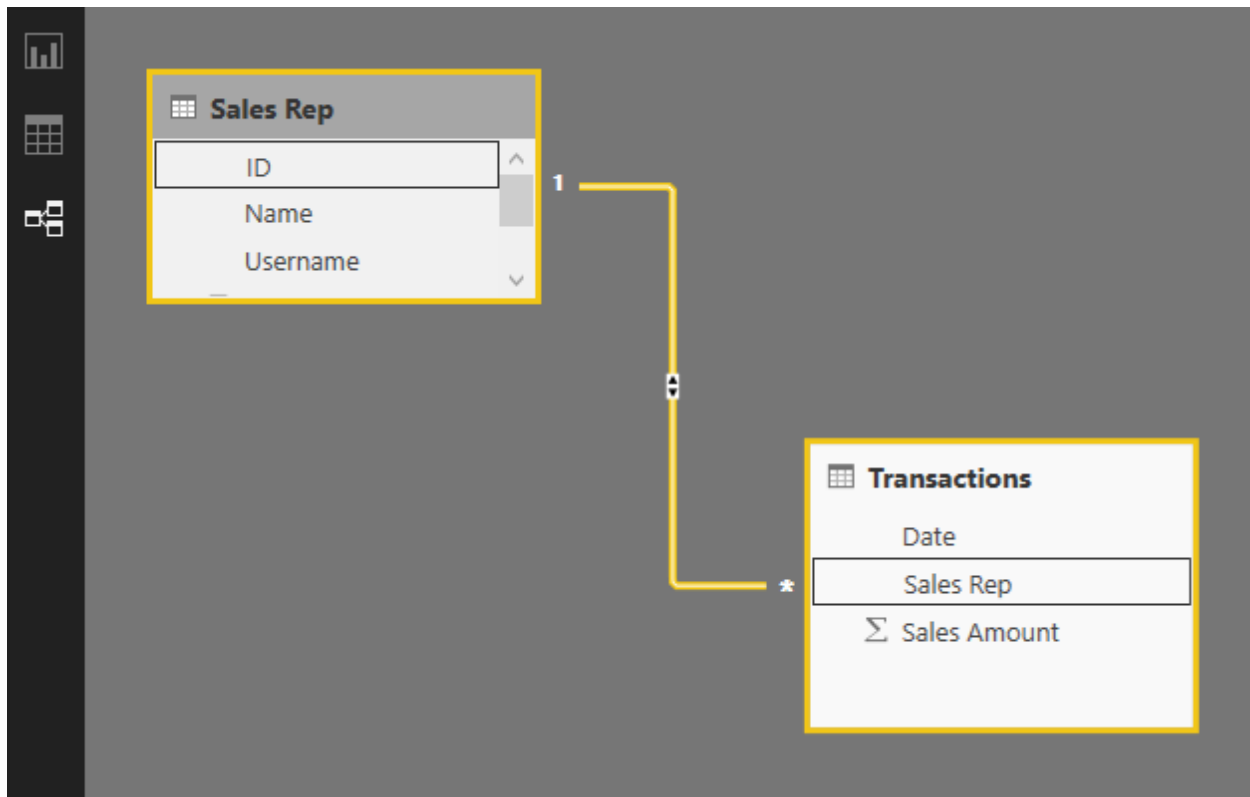 Sales Rep
ID
Name
Username
1
*
Transactions
Date
Sales Rep
Σ Sales Amount